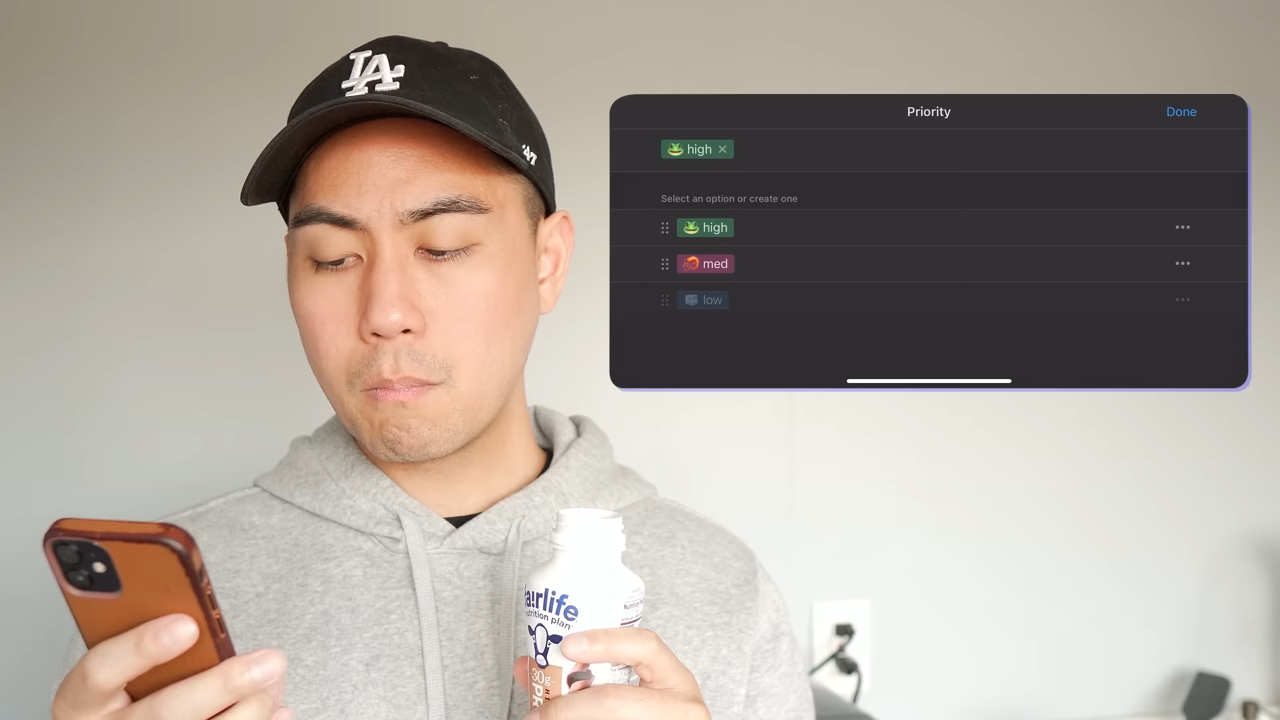 LA
'47
Priority
Done
high ×
Select an option or create one
high
med
low
fairlife
nutrition plan
30g